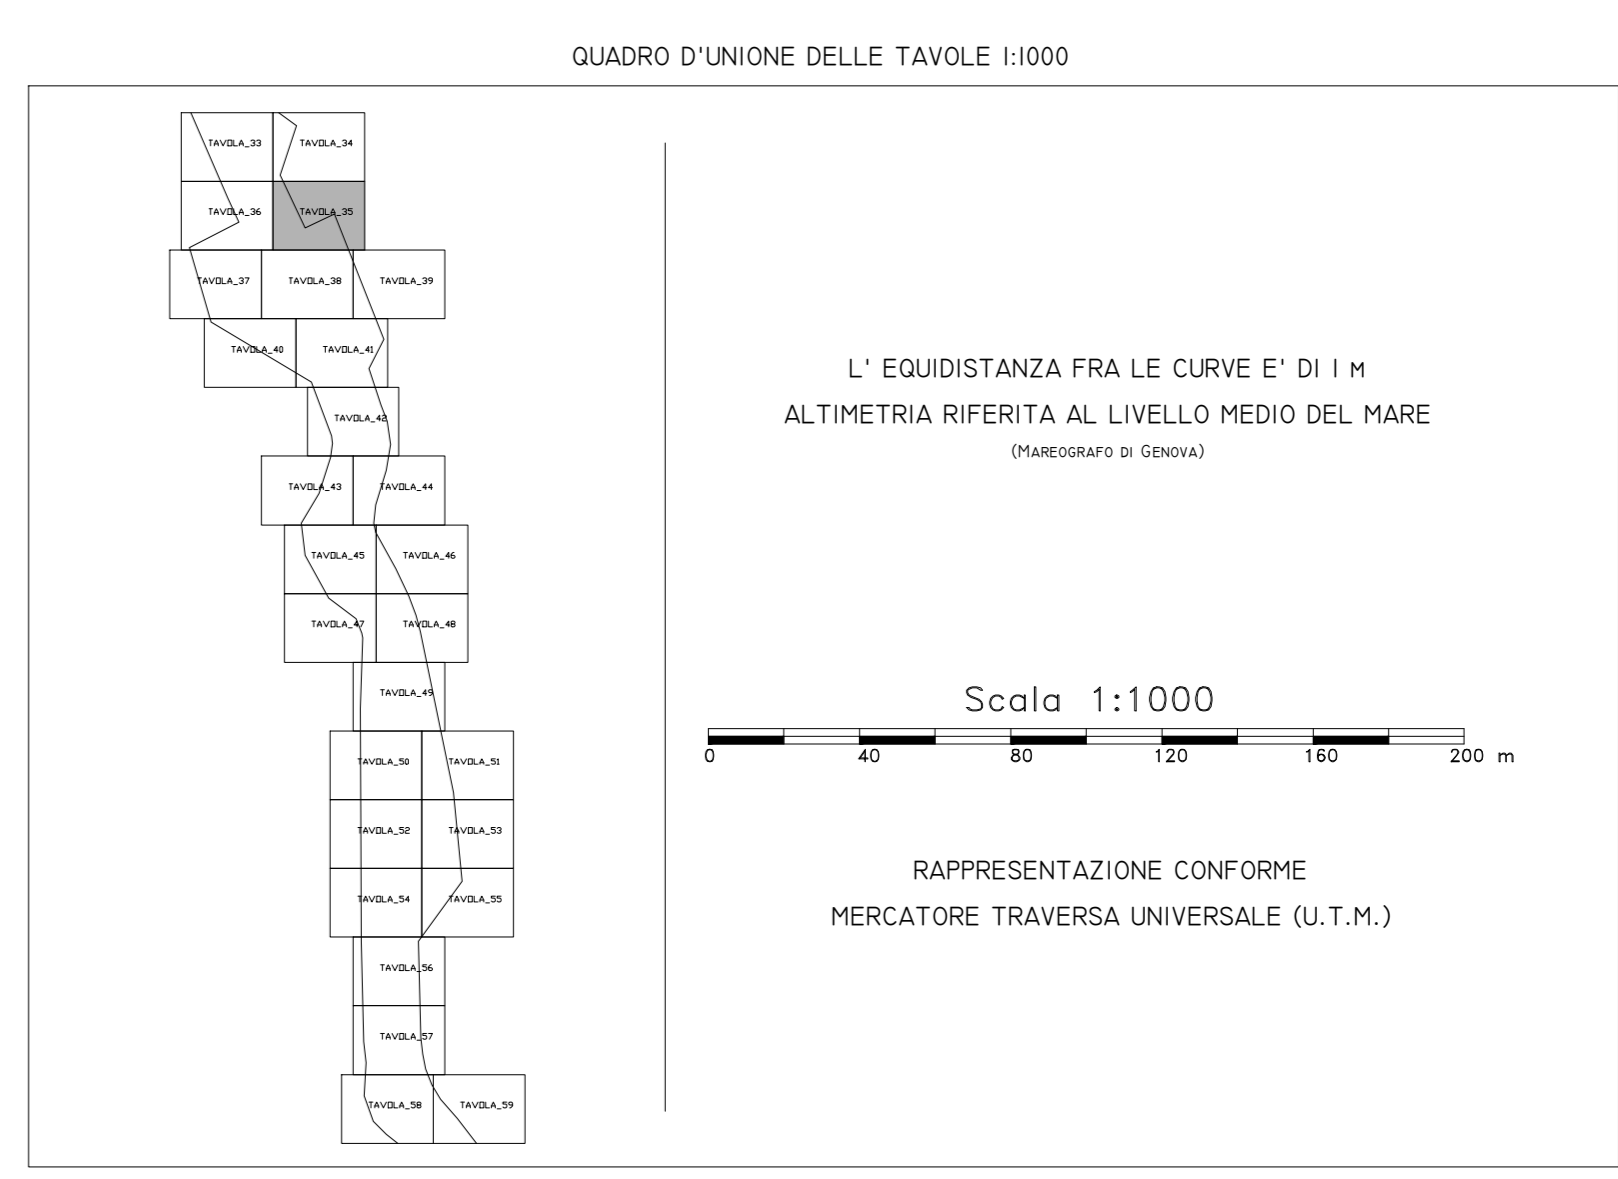 QUADRO D'UNIONE DELLE TAVOLE 1:1000
TAVOLA_33 TAVOLA_34
TAVOLA_36 TAVOLA_35
TAVOLA_37 TAVOLA_38 TAVOLA_39
TAVOLA_40 TAVOLA_41
TAVOLA_42
TAVOLA_43 TAVOLA_44
TAVOLA_45 TAVOLA_46
TAVOLA_47 TAVOLA_48
TAVOLA_49
TAVOLA_50 TAVOLA_51
TAVOLA_52 TAVOLA_53
TAVOLA_54 TAVOLA_55
TAVOLA_56
TAVOLA_57
TAVOLA_58 TAVOLA_59
L' EQUIDISTANZA FRA LE CURVE E' DI 1 M
ALTIMETRIA RIFERITA AL LIVELLO MEDIO DEL MARE
(MAREOGRAFO DI GENOVA)
Scala 1:1000
0 40 80 120 160 200 m
RAPPRESENTAZIONE CONFORME
MERCATORE TRAVERSA UNIVERSALE (U.T.M.)